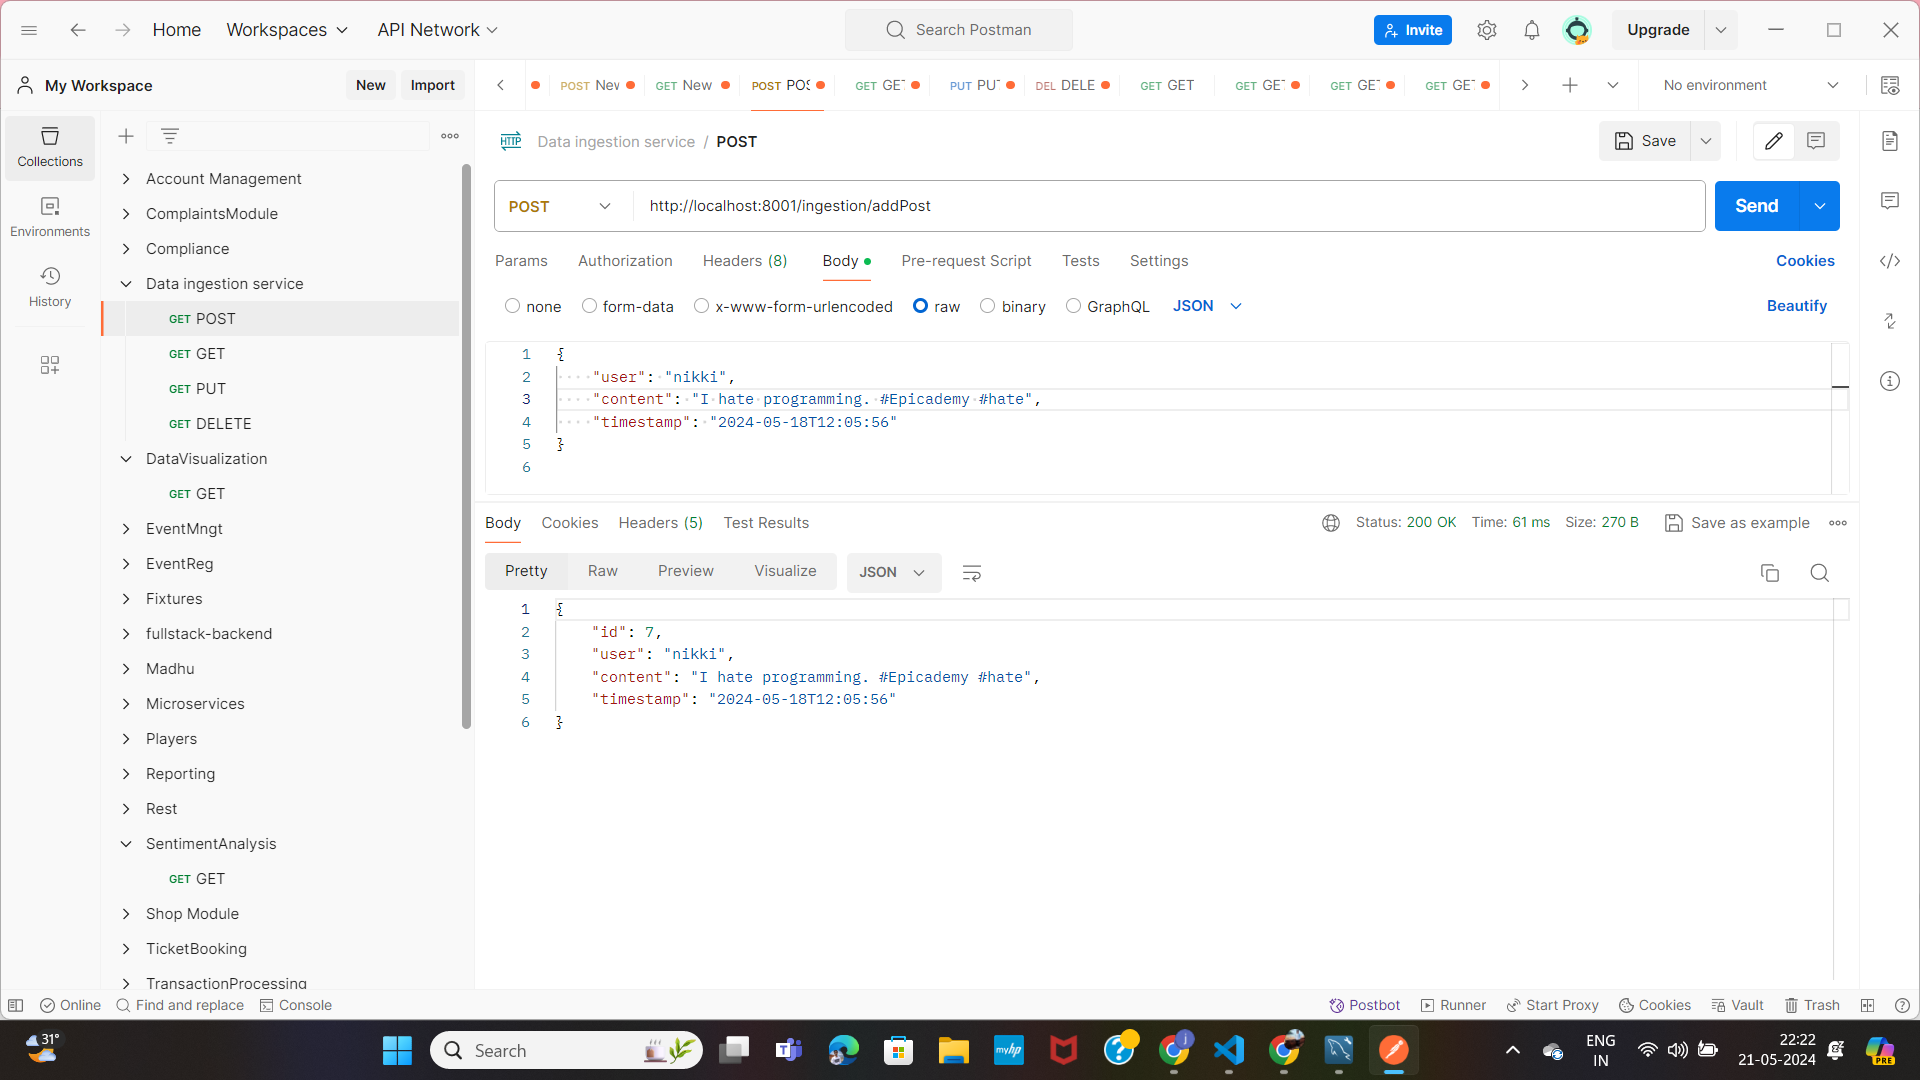 Home Workspaces API Network Search Postman Invite Upgrade
My Workspace New Import
POST New GET New POST POS GET GET PUT PUT DEL DELE GET GET GET GET GET GET GET GET No environment
Collections
Environments
History
Account Management
ComplaintsModule
Compliance
Data ingestion service
GET POST
GET GET
GET PUT
GET DELETE
DataVisualization
GET GET
EventMngt
EventReg
Fixtures
fullstack-backend
Madhu
Microservices
Players
Reporting
Rest
SentimentAnalysis
GET GET
Shop Module
TicketBooking
TransactionProcessing
HTTP Data ingestion service / POST Save
POST http://localhost:8001/ingestion/addPost Send
Params Authorization Headers (8) Body Pre-request Script Tests Settings Cookies
none form-data x-www-form-urlencoded raw binary GraphQL JSON Beautify
1 {
2 "user": "nikki",
3 "content": "I hate programming. #Epicademy #hate",
4 "timestamp": "2024-05-18T12:05:56"
5 }
6
Body Cookies Headers (5) Test Results Status: 200 OK Time: 61 ms Size: 270 B Save as example
Pretty Raw Preview Visualize JSON
1 {
2 "id": 7,
3 "user": "nikki",
4 "content": "I hate programming. #Epicademy #hate",
5 "timestamp": "2024-05-18T12:05:56"
6 }
Online Find and replace Console Postbot Runner Start Proxy Cookies Vault Trash
31° Search myhp j ENG 22:22
IN 21-05-2024 PRE